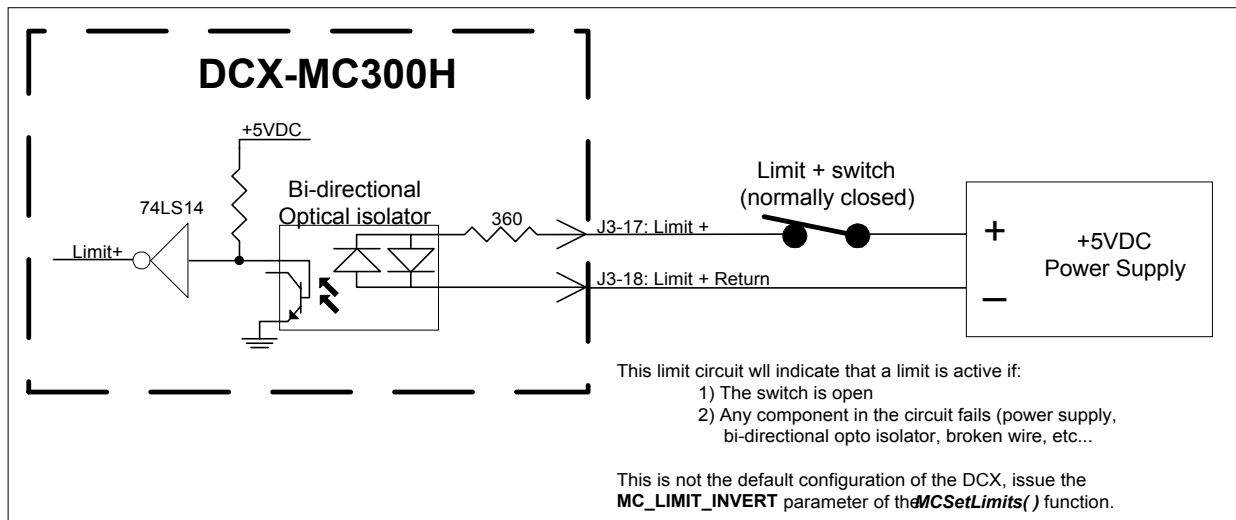 DCX-MC300H
+5VDC
74LS14
Bi-directional
Optical isolator
360
Limit+
J3-17: Limit +
J3-18: Limit + Return
Limit + switch
(normally closed)
+
–
+5VDC
Power Supply
This limit circuit wll indicate that a limit is active if:
1) The switch is open
2) Any component in the circuit fails (power supply,
bi-directional opto isolator, broken wire, etc...
This is not the default configuration of the DCX, issue the
MC_LIMIT_INVERT parameter of theMCSetLimits( ) function.